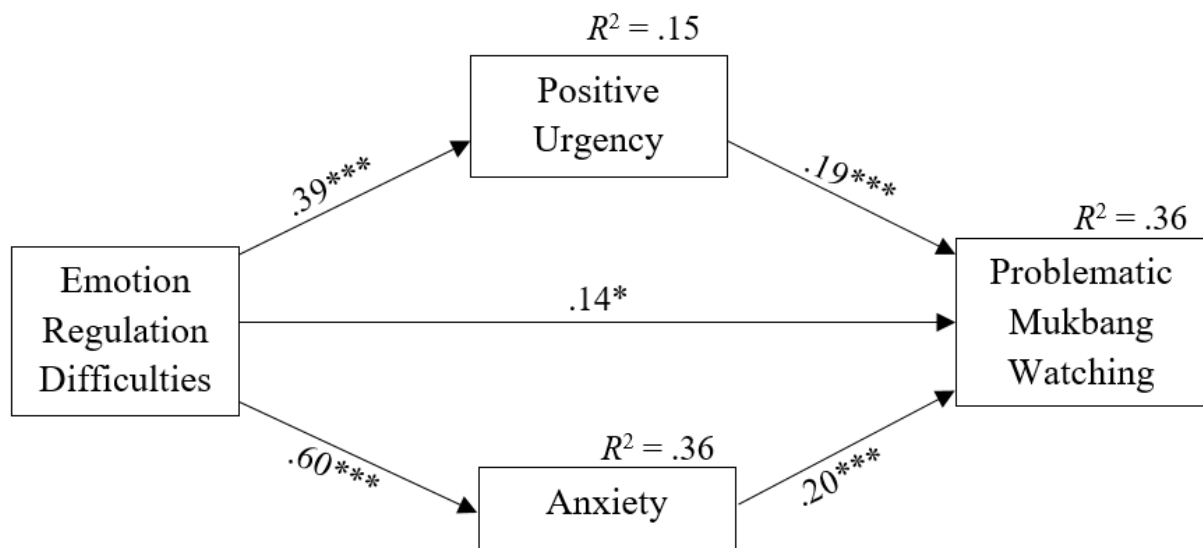 R² = .15
Positive
Urgency
.39***
.19***
R² = .36
Emotion
Regulation
Difficulties
.14*
Problematic
Mukbang
Watching
.60***
R² = .36
Anxiety
.20***